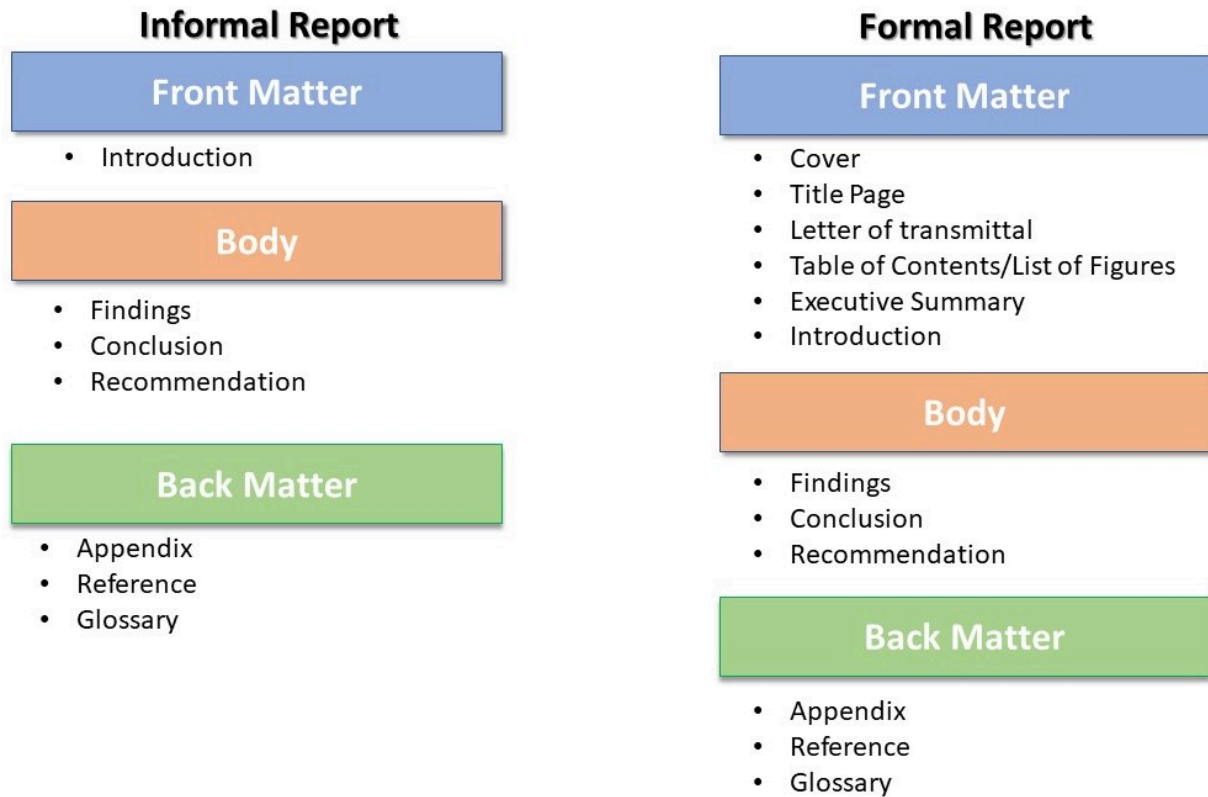 Informal Report
Front Matter
• Introduction
Body
• Findings
• Conclusion
• Recommendation
Back Matter
• Appendix
• Reference
• Glossary
Formal Report
Front Matter
• Cover
• Title Page
• Letter of transmittal
• Table of Contents/List of Figures
• Executive Summary
• Introduction
Body
• Findings
• Conclusion
• Recommendation
Back Matter
• Appendix
• Reference
• Glossary